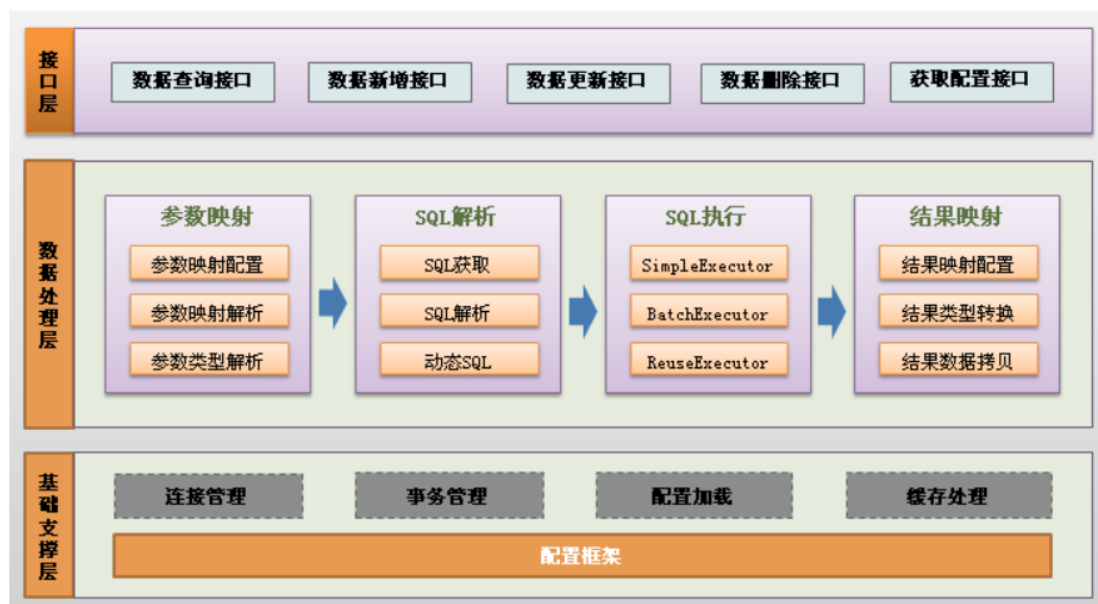 接口层
数据查询接口
数据新增接口
数据更新接口
数据删除接口
获取配置接口
数据处理层
参数映射
参数映射配置
参数映射解析
参数类型解析
SQL解析
SQL获取
SQL解析
动态SQL
SQL执行
SimpleExecutor
BatchExecutor
ReuseExecutor
结果映射
结果映射配置
结果类型转换
结果数据拷贝
基础支撑层
连接管理
事务管理
配置加载
缓存处理
配置框架